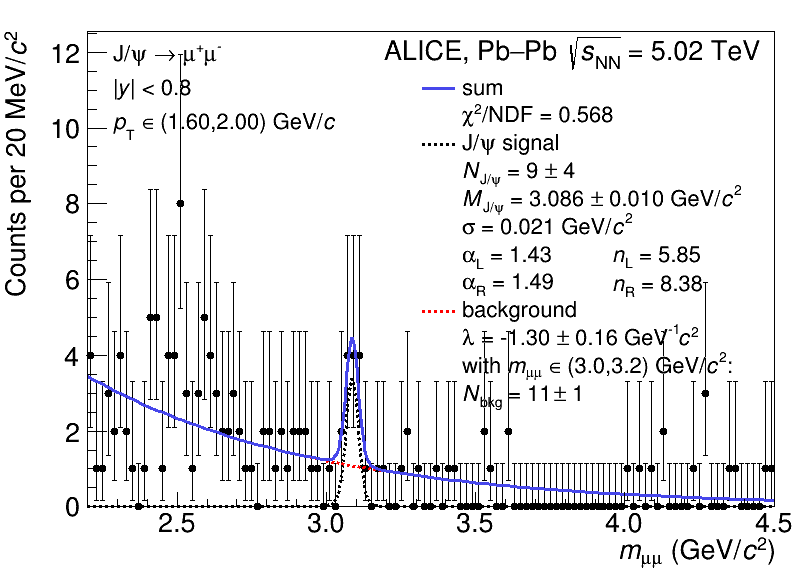 ALICE, Pb–Pb √s_NN = 5.02 TeV
J/ψ → μ⁺μ⁻
|y| < 0.8
p_T ∈ (1.60,2.00) GeV/c
sum
χ²/NDF = 0.568
J/ψ signal
N_J/ψ = 9 ± 4
M_J/ψ = 3.086 ± 0.010 GeV/c²
σ = 0.021 GeV/c²
α_L = 1.43 n_L = 5.85
α_R = 1.49 n_R = 8.38
background
λ = -1.30 ± 0.16 GeV⁻¹c²
with m_μμ ∈ (3.0,3.2) GeV/c²:
N_bkg = 11 ± 1
Counts per 20 MeV/c²
12
10
8
6
4
2
0
2.5 3.0 3.5 4.0 4.5
m_μμ (GeV/c²)